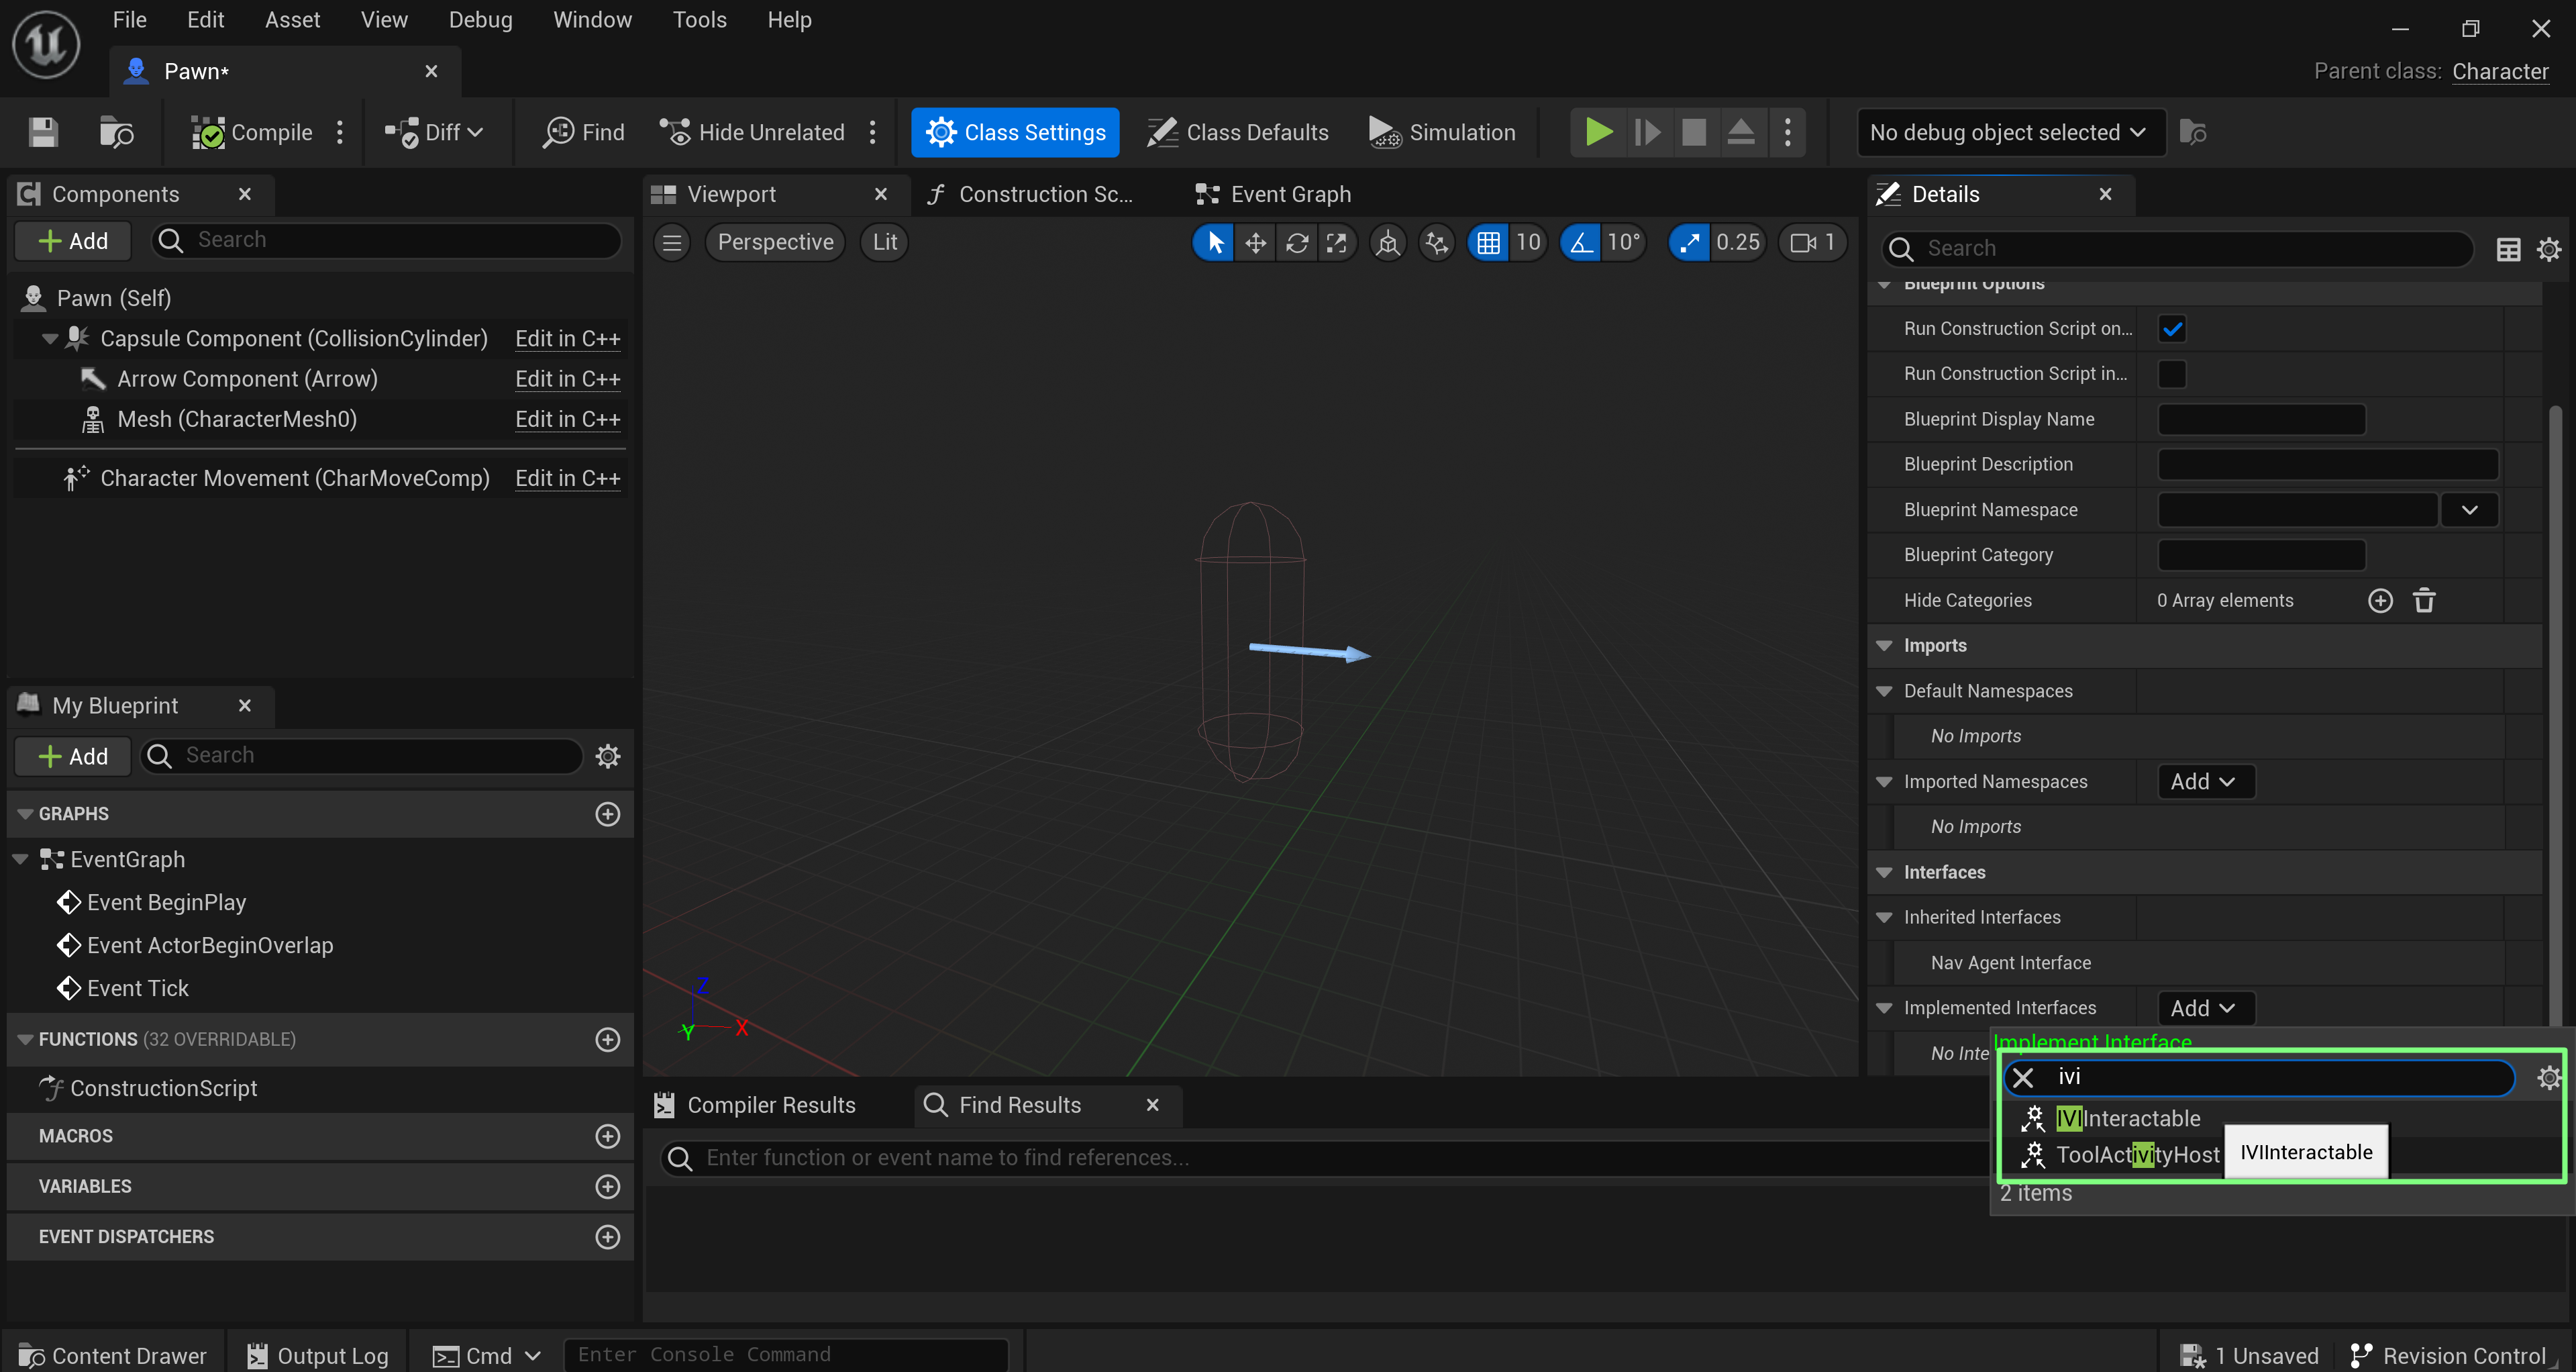 File Edit Asset View Debug Window Tools Help
Pawn*
Parent class: Character
Compile Diff Find Hide Unrelated Class Settings Class Defaults Simulation No debug object selected
Components
Add Search
Pawn (Self)
Capsule Component (CollisionCylinder) Edit in C++
Arrow Component (Arrow) Edit in C++
Mesh (CharacterMesh0) Edit in C++
Character Movement (CharMoveComp) Edit in C++
My Blueprint
Add Search
GRAPHS
EventGraph
Event BeginPlay
Event ActorBeginOverlap
Event Tick
FUNCTIONS (32 OVERRIDABLE)
ConstructionScript
MACROS
VARIABLES
EVENT DISPATCHERS
Viewport Construction Sc... Event Graph
Perspective Lit 10 10° 0.25 1
Z
Y X
Compiler Results Find Results
Enter function or event name to find references...
Details
Search
Blueprint Options
Run Construction Script on...
Run Construction Script in...
Blueprint Display Name
Blueprint Description
Blueprint Namespace
Blueprint Category
Hide Categories 0 Array elements
Imports
Default Namespaces
No Imports
Imported Namespaces Add
No Imports
Interfaces
Inherited Interfaces
Nav Agent Interface
Implemented Interfaces Add
No Inte
Implement Interface
ivi
IVIInteractable
ToolActivityHost
IVIInteractable
2 items
Content Drawer Output Log Cmd Enter Console Command 1 Unsaved Revision Control